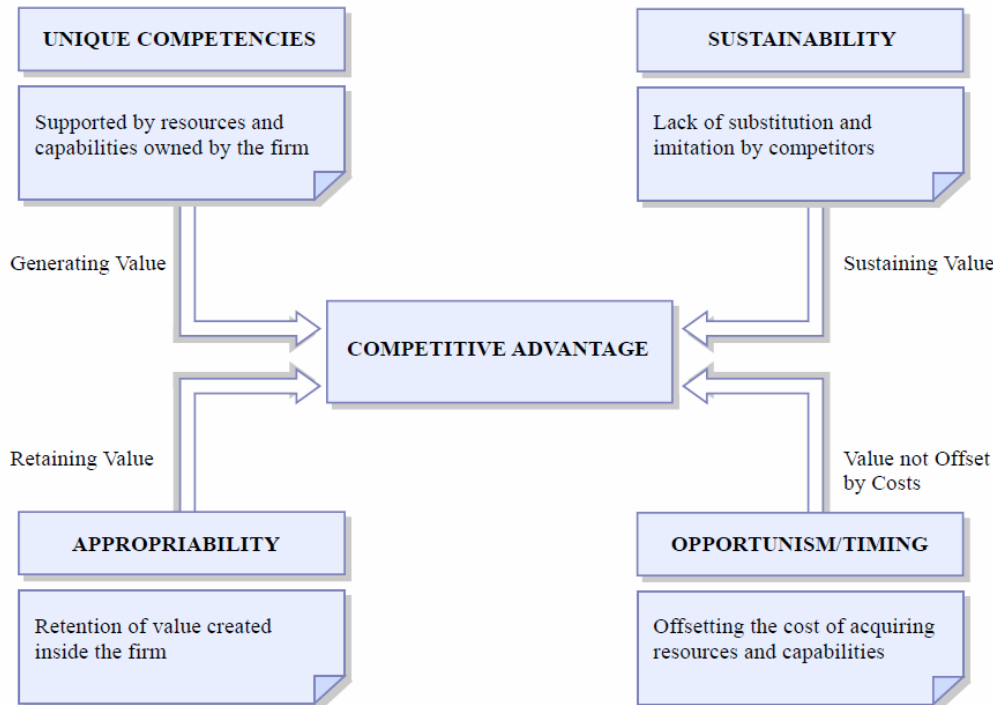 UNIQUE COMPETENCIES
Supported by resources and
capabilities owned by the firm
Generating Value
SUSTAINABILITY
Lack of substitution and
imitation by competitors
Sustaining Value
COMPETITIVE ADVANTAGE
Retaining Value
APPROPRIABILITY
Retention of value created
inside the firm
Value not Offset
by Costs
OPPORTUNISM/TIMING
Offsetting the cost of acquiring
resources and capabilities